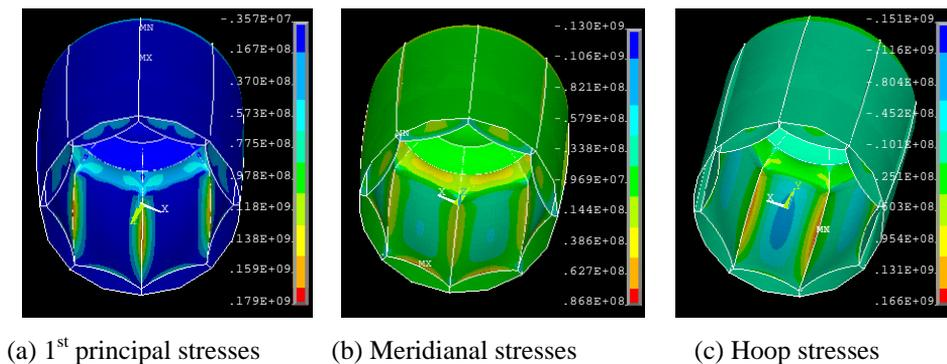 -.357E+07
.167E+08
.370E+08
.573E+08
.775E+08
.978E+08
.118E+09
.138E+09
.159E+09
.179E+09
MN
MX
X
Z
-.130E+09
-.106E+09
-.821E+08
-.579E+08
-.338E+08
-.969E+07
.144E+08
.386E+08
.627E+08
.868E+08
MN
X
MX
-.151E+09
-.116E+09
-.804E+08
-.452E+08
-.101E+08
.251E+08
.603E+08
.954E+08
.131E+09
.166E+09
X
Y
MN
(a) 1st principal stresses
(b) Meridianal stresses
(c) Hoop stresses